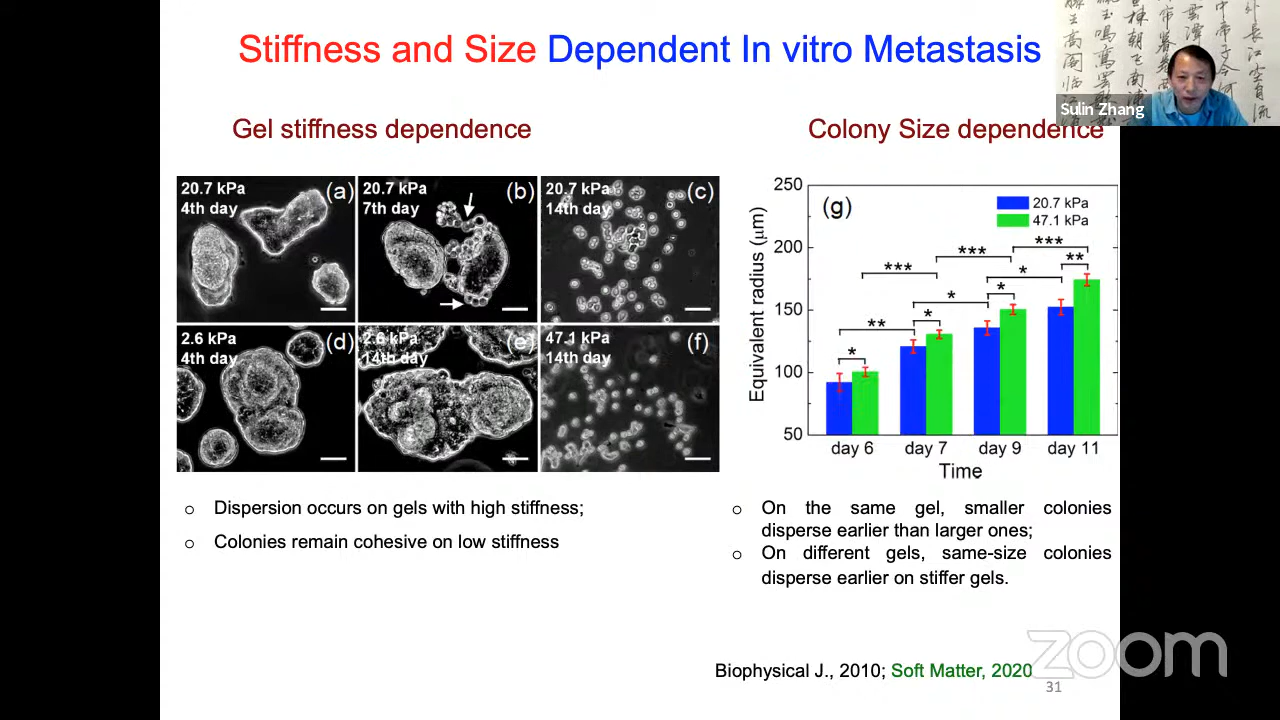 Stiffness and Size Dependent In vitro Metastasis
Sulin Zhang
Gel stiffness dependence
Colony Size dependence
20.7 kPa
4th day
(a)
20.7 kPa
7th day
(b)
20.7 kPa
14th day
(c)
2.6 kPa
4th day
(d)
2.6 kPa
14th day
(e)
47.1 kPa
14th day
(f)
(g)
20.7 kPa
47.1 kPa
Equivalent radius (μm)
250
200
150
100
50
***
***
***
**
*
*
**
*
*
*
day 6
day 7
day 9
day 11
Time
Dispersion occurs on gels with high stiffness;
Colonies remain cohesive on low stiffness
On the same gel, smaller colonies
disperse earlier than larger ones;
On different gels, same-size colonies
disperse earlier on stiffer gels.
Biophysical J., 2010; Soft Matter, 2020
31
zoom